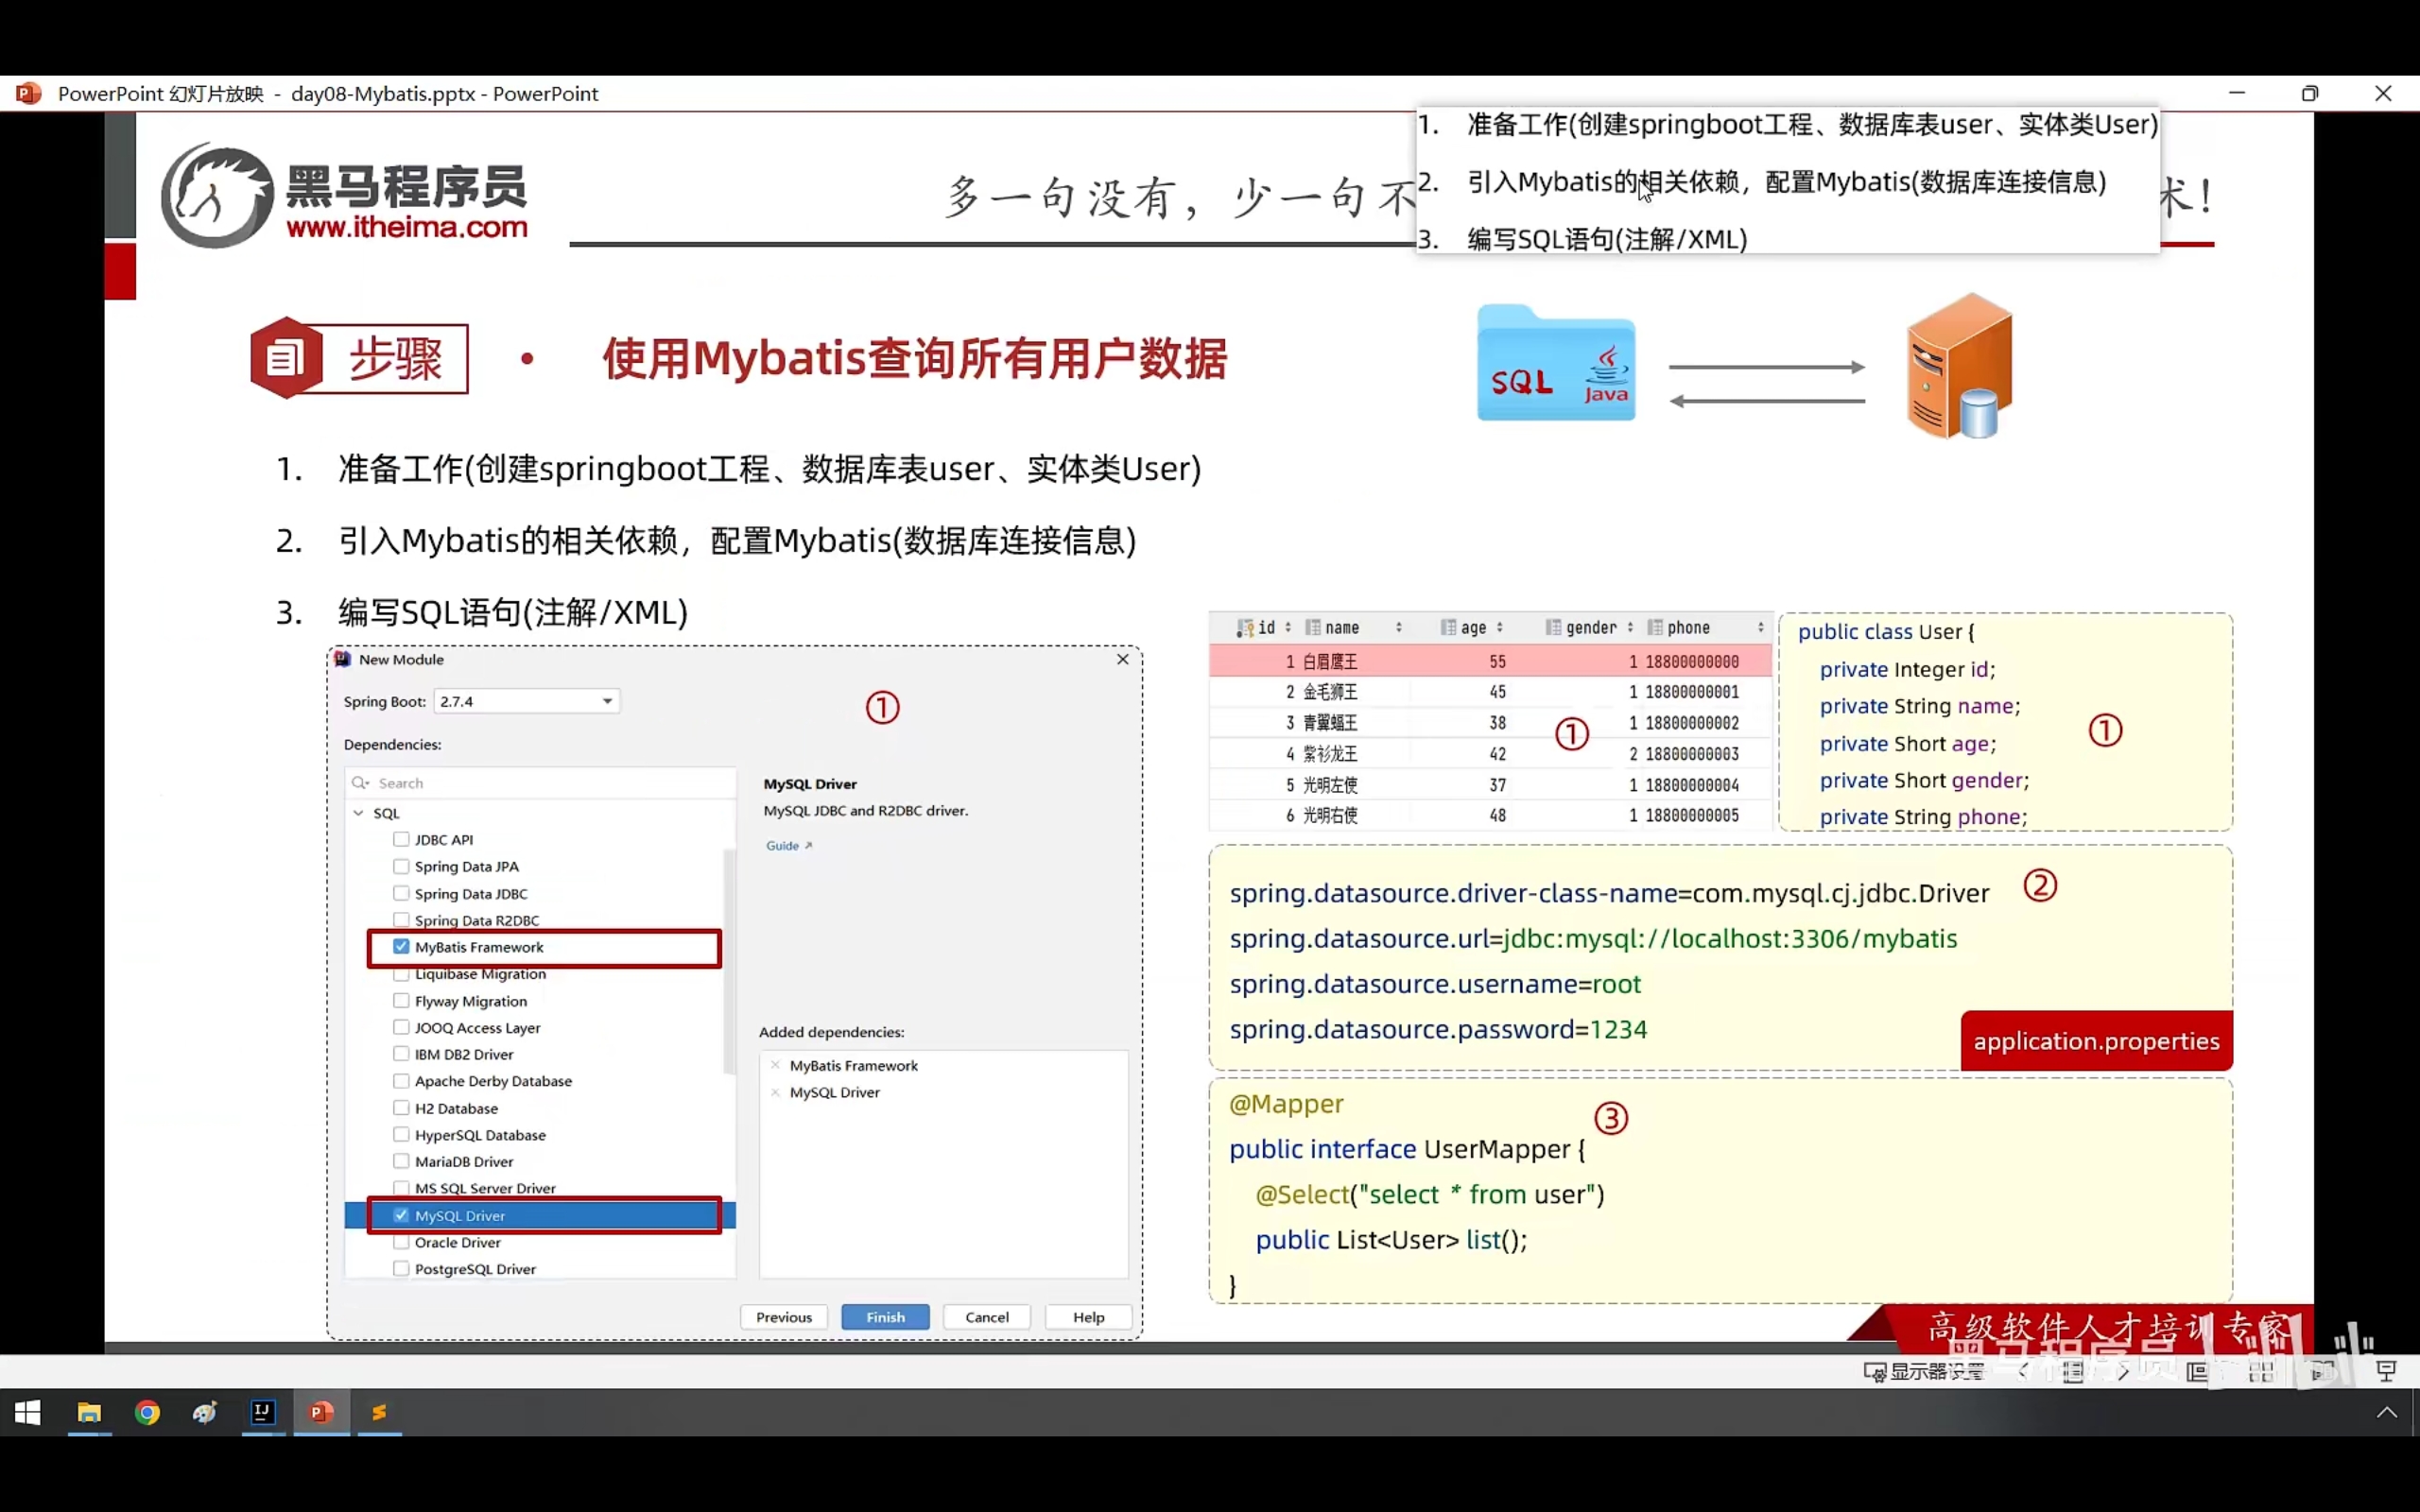 PowerPoint 幻灯片放映 - day08-Mybatis.pptx - PowerPoint
1. 准备工作(创建springboot工程、数据库表user、实体类User)
2. 引入Mybatis的相关依赖，配置Mybatis(数据库连接信息)
3. 编写SQL语句(注解/XML)
黑马程序员
www.itheima.com
多一句没有，少一句不
术！
步骤
• 使用Mybatis查询所有用户数据
SQL
Java
1. 准备工作(创建springboot工程、数据库表user、实体类User)
2. 引入Mybatis的相关依赖，配置Mybatis(数据库连接信息)
3. 编写SQL语句(注解/XML)
New Module
Spring Boot: 2.7.4
①
Dependencies:
Search
SQL
JDBC API
Spring Data JPA
Spring Data JDBC
Spring Data R2DBC
MyBatis Framework
Liquibase Migration
Flyway Migration
JOOQ Access Layer
IBM DB2 Driver
Apache Derby Database
H2 Database
HyperSQL Database
MariaDB Driver
MS SQL Server Driver
MySQL Driver
Oracle Driver
PostgreSQL Driver
MySQL Driver
MySQL JDBC and R2DBC driver.
Guide
Added dependencies:
MyBatis Framework
MySQL Driver
Previous Finish Cancel Help
id name age gender phone
1 白眉鹰王 55 1 18800000000
2 金毛狮王 45 1 18800000001
3 青翼蝠王 38 1 18800000002
4 紫衫龙王 42 2 18800000003
5 光明左使 37 1 18800000004
6 光明右使 48 1 18800000005
①
public class User {
private Integer id;
private String name;
private Short age;
private Short gender;
private String phone;
①
spring.datasource.driver-class-name=com.mysql.cj.jdbc.Driver
②
spring.datasource.url=jdbc:mysql://localhost:3306/mybatis
spring.datasource.username=root
spring.datasource.password=1234
application.properties
@Mapper
③
public interface UserMapper {
@Select("select * from user")
public List<User> list();
}
高级软件人才培训专家
黑马程序员
显示器设置